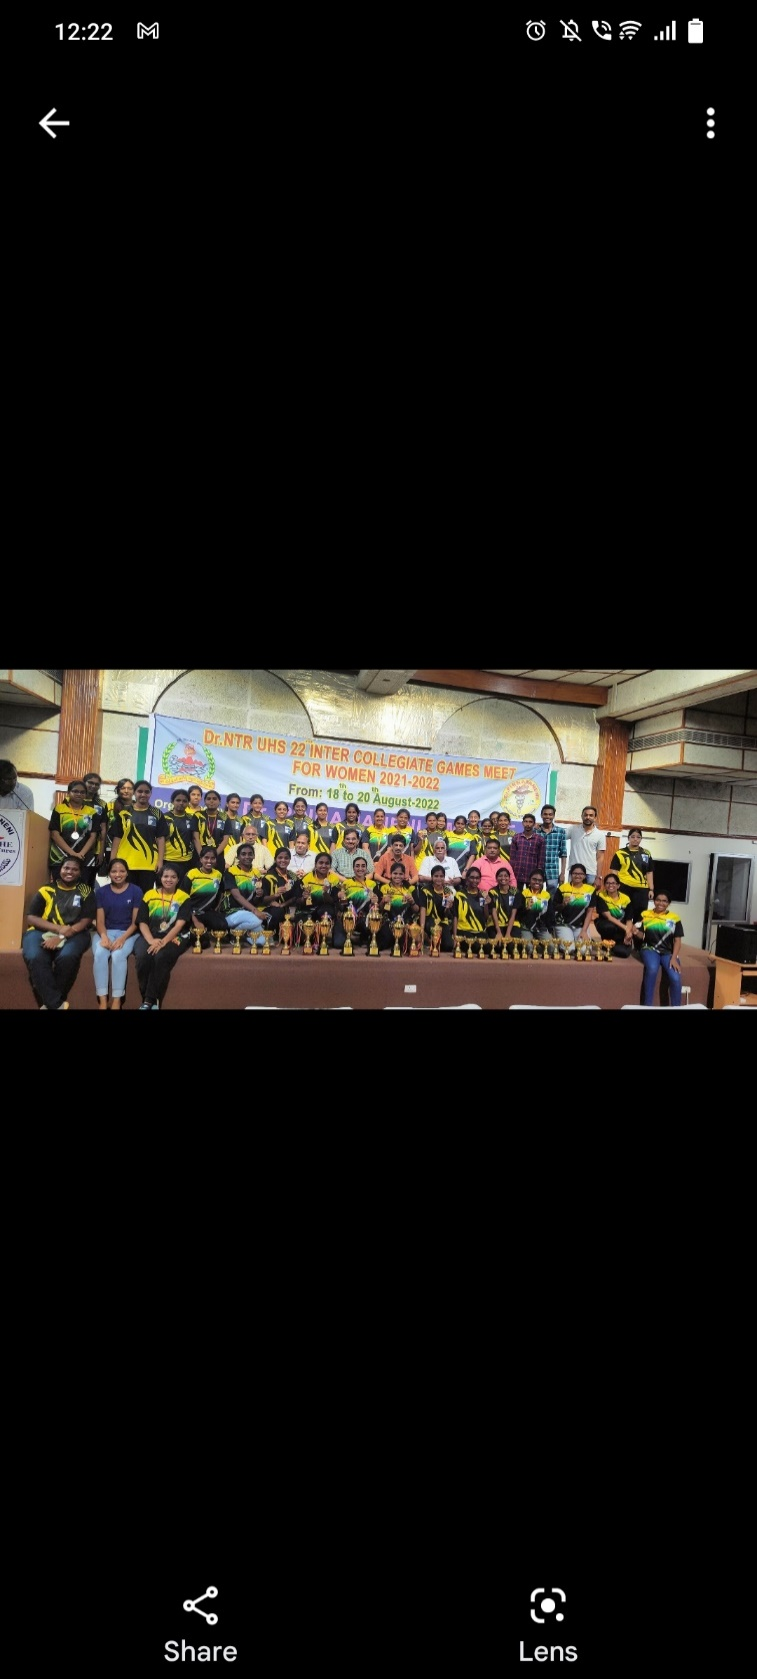 12:22
Dr.NTR UHS 22 INTER COLLEGIATE GAMES MEET
FOR WOMEN 2021-2022
From: 18th to 20th August-2022
Share
Lens